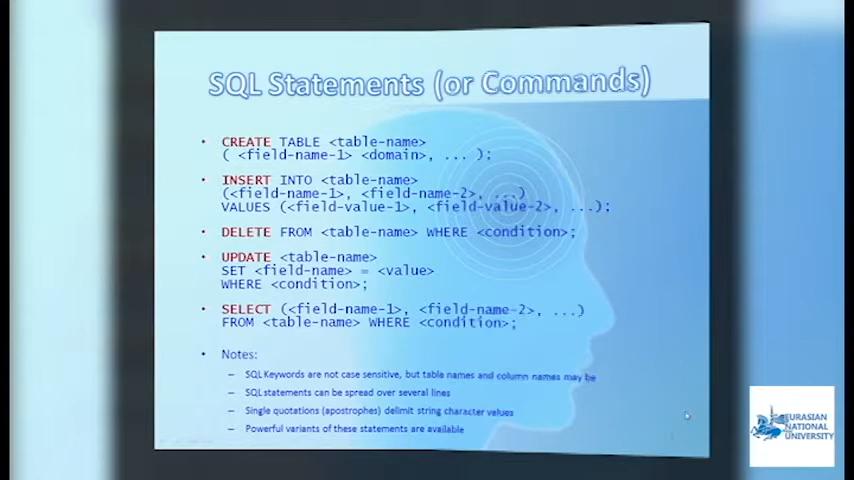 SQL Statements (or Commands)
• CREATE TABLE <table-name>
( <field-name-1> <domain>, ... );
• INSERT INTO <table-name>
(<field-name-1>, <field-name-2>, ...)
VALUES (<field-value-1>, <field-value-2>, ...);
• DELETE FROM <table-name> WHERE <condition>;
• UPDATE <table-name>
SET <field-name> = <value>
WHERE <condition>;
• SELECT (<field-name-1>, <field-name-2>, ...)
FROM <table-name> WHERE <condition>;
• Notes:
– SQL Keywords are not case sensitive, but table names and column names may be
– SQL statements can be spread over several lines
– Single quotations (apostrophes) delimit string character values
– Powerful variants of these statements are available
EURASIAN
NATIONAL
UNIVERSITY